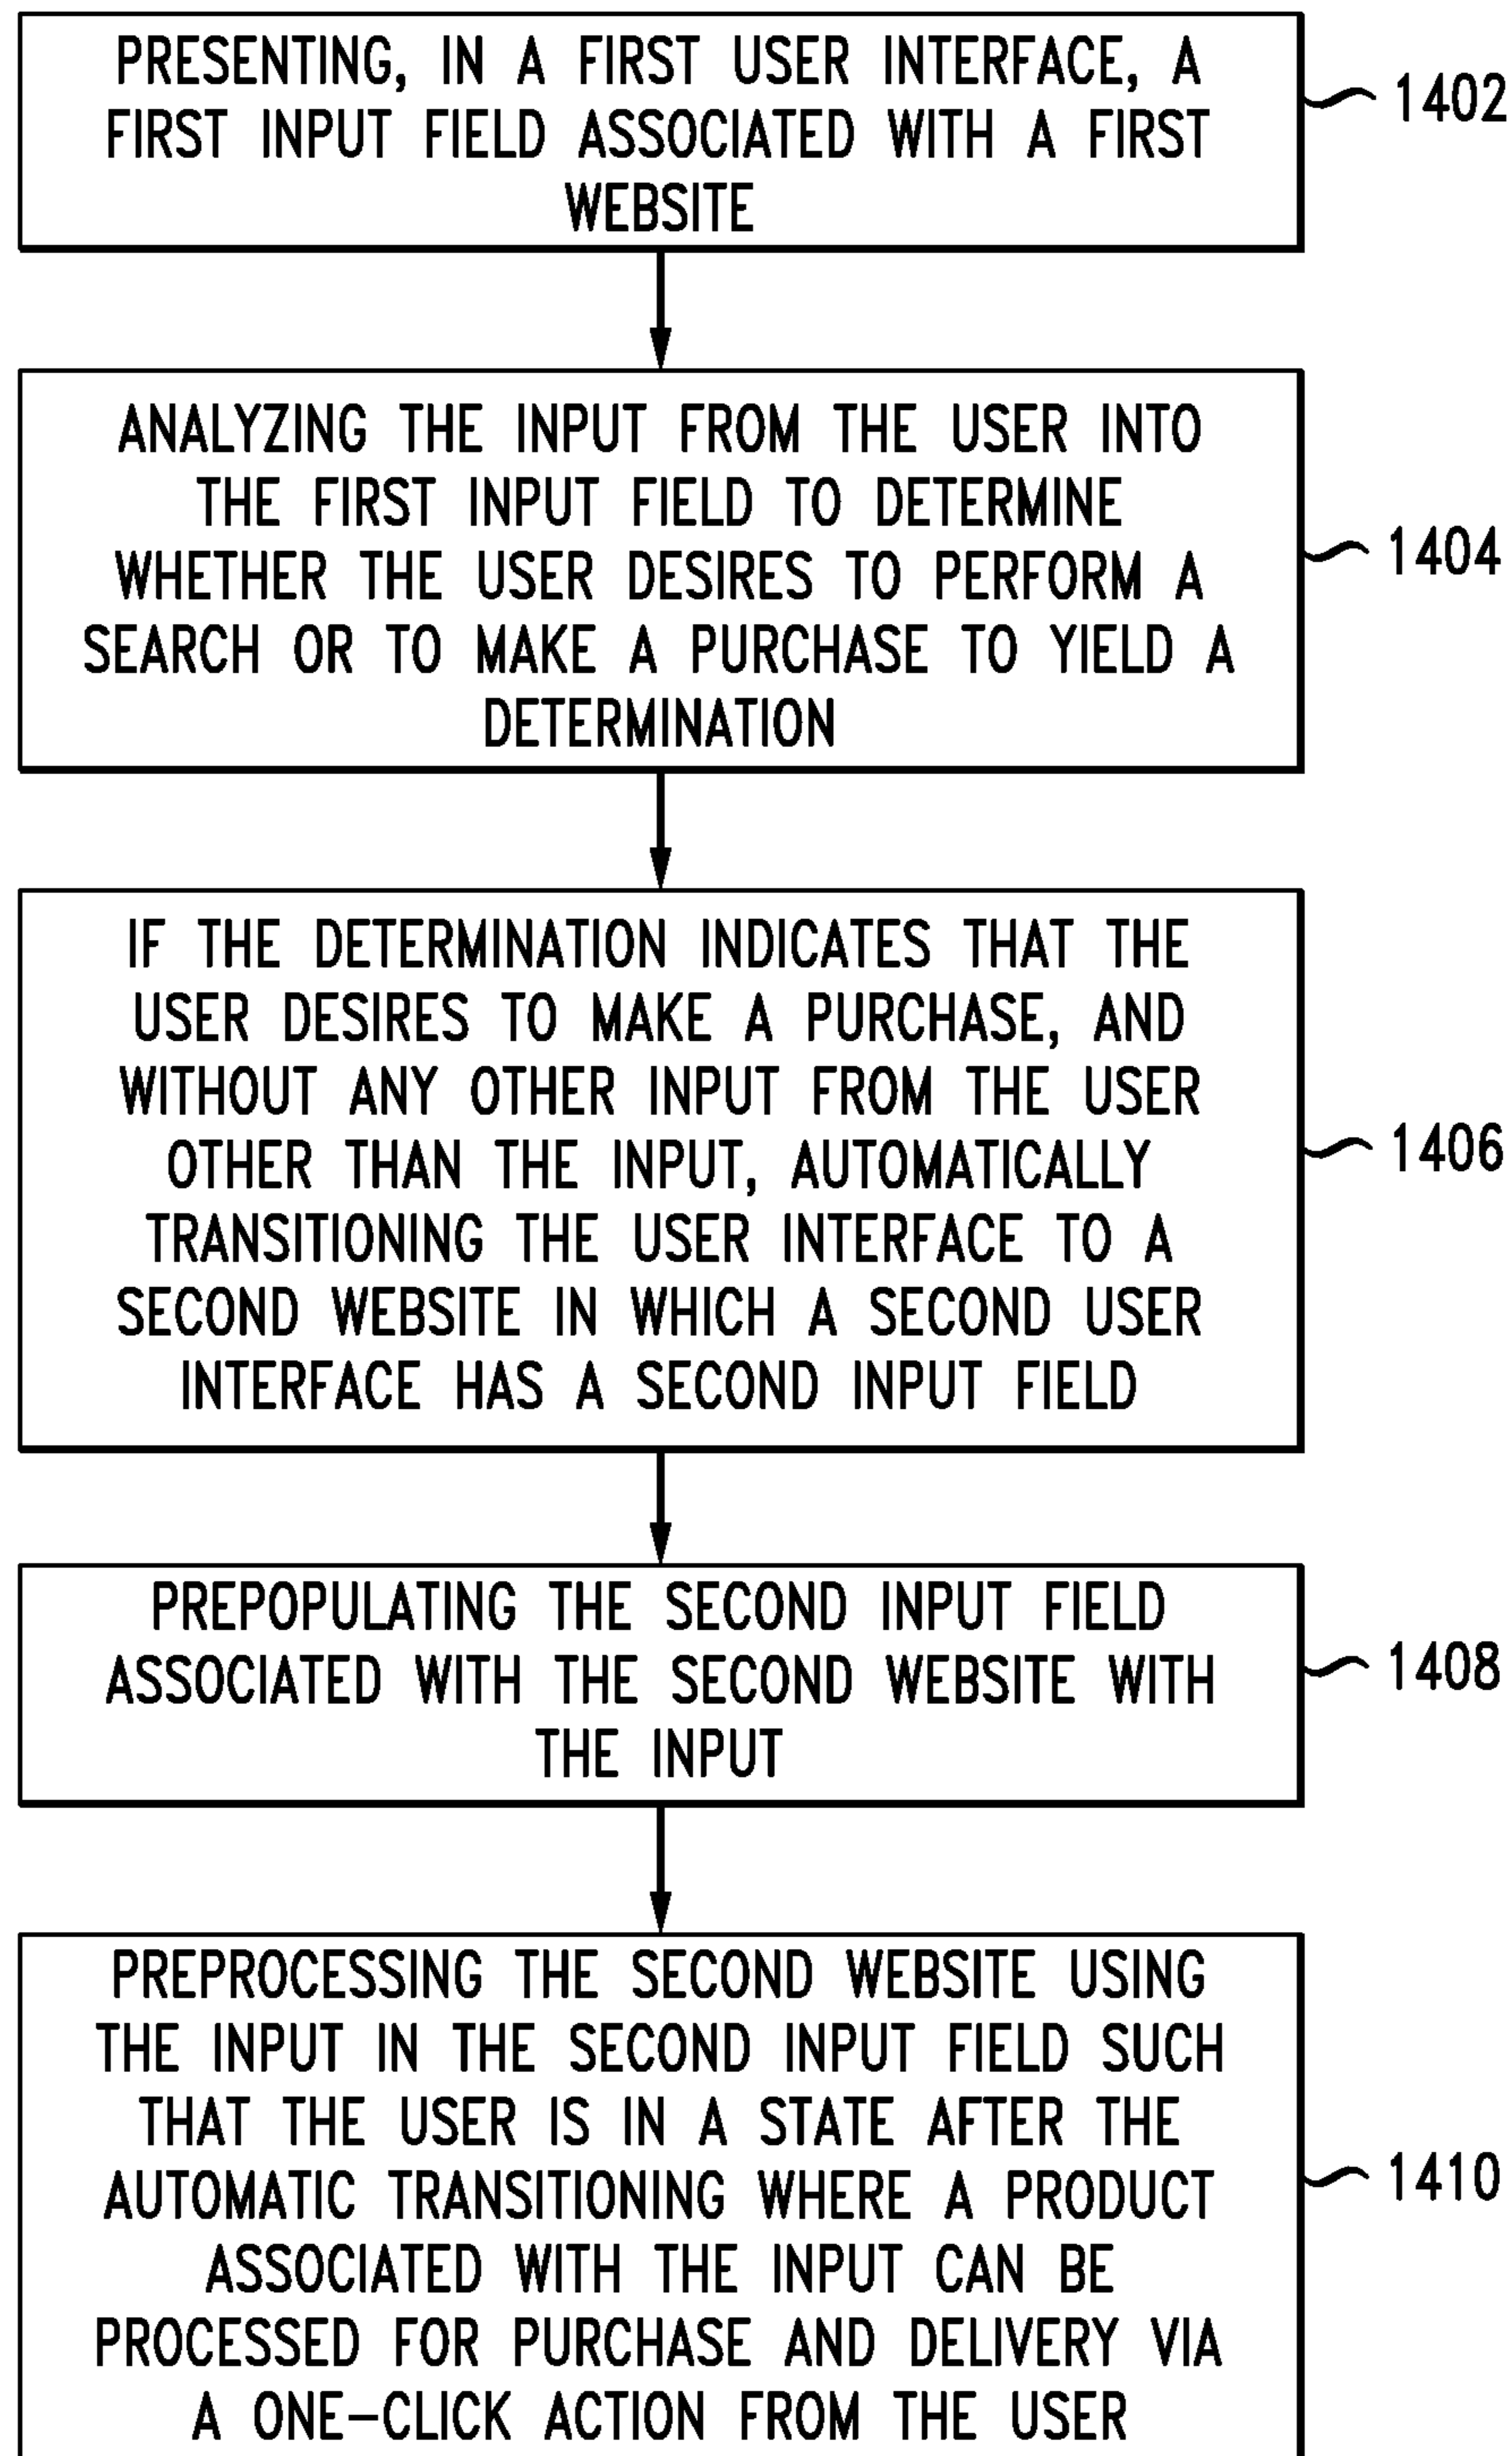 PRESENTING, IN A FIRST USER INTERFACE, A
FIRST INPUT FIELD ASSOCIATED WITH A FIRST
WEBSITE
1402
ANALYZING THE INPUT FROM THE USER INTO
THE FIRST INPUT FIELD TO DETERMINE
WHETHER THE USER DESIRES TO PERFORM A
SEARCH OR TO MAKE A PURCHASE TO YIELD A
DETERMINATION
1404
IF THE DETERMINATION INDICATES THAT THE
USER DESIRES TO MAKE A PURCHASE, AND
WITHOUT ANY OTHER INPUT FROM THE USER
OTHER THAN THE INPUT, AUTOMATICALLY
TRANSITIONING THE USER INTERFACE TO A
SECOND WEBSITE IN WHICH A SECOND USER
INTERFACE HAS A SECOND INPUT FIELD
1406
PREPOPULATING THE SECOND INPUT FIELD
ASSOCIATED WITH THE SECOND WEBSITE WITH
THE INPUT
1408
PREPROCESSING THE SECOND WEBSITE USING
THE INPUT IN THE SECOND INPUT FIELD SUCH
THAT THE USER IS IN A STATE AFTER THE
AUTOMATIC TRANSITIONING WHERE A PRODUCT
ASSOCIATED WITH THE INPUT CAN BE
PROCESSED FOR PURCHASE AND DELIVERY VIA
A ONE-CLICK ACTION FROM THE USER
1410